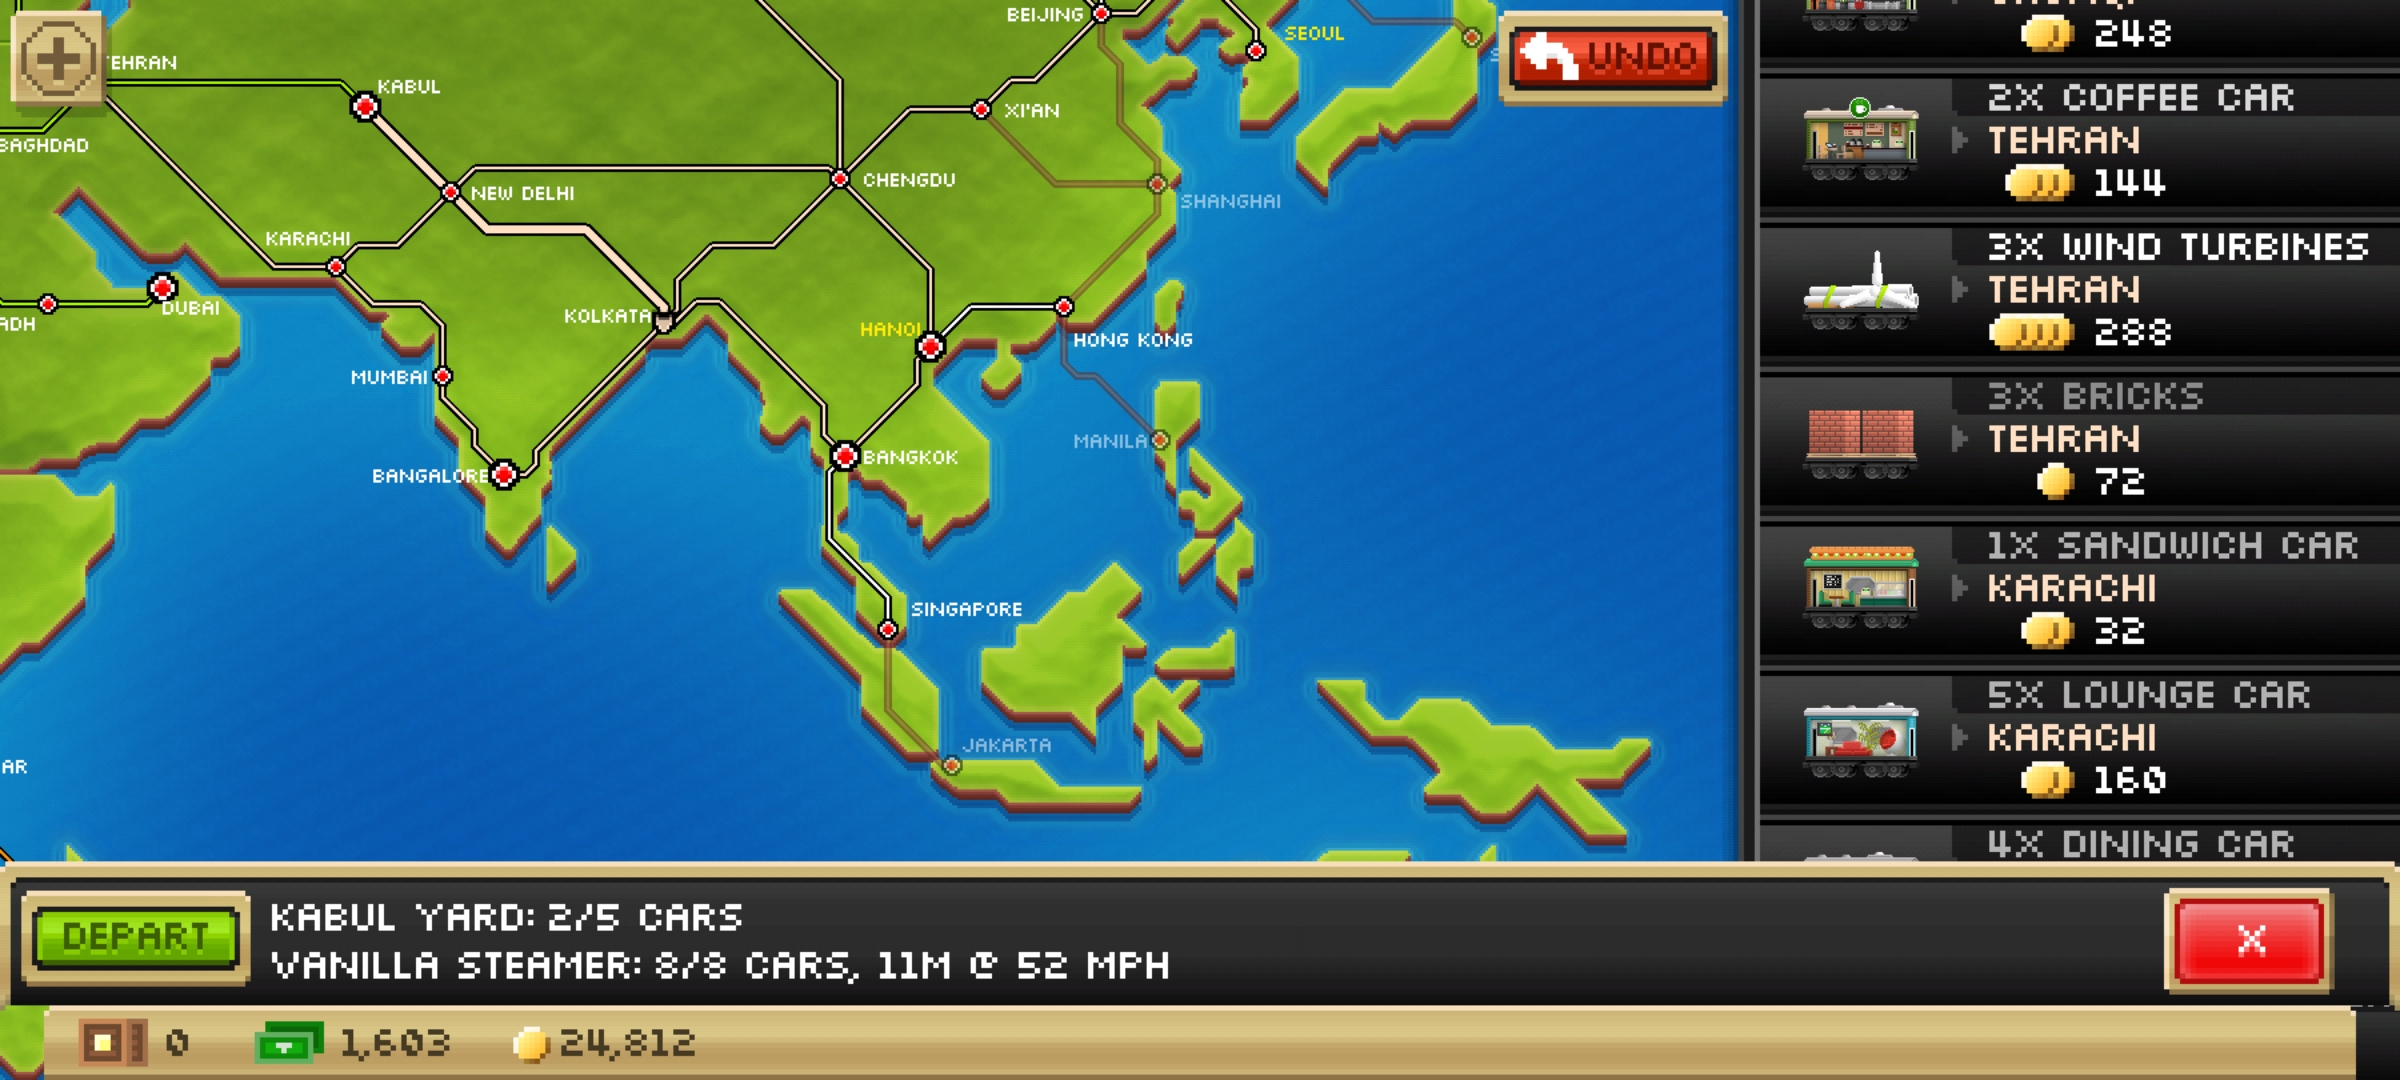 BEIJING
SEOUL
UNDO
TEHRAN
KABUL
XI'AN
BAGHDAD
NEW DELHI
CHENGDU
SHANGHAI
KARACHI
DUBAI
ADH
KOLKATA
HANOI
HONG KONG
MUMBAI
MANILA
BANGALORE
BANGKOK
SINGAPORE
JAKARTA
AR
248
2X COFFEE CAR
TEHRAN
144
3X WIND TURBINES
TEHRAN
288
3X BRICKS
TEHRAN
72
1X SANDWICH CAR
KARACHI
32
5X LOUNGE CAR
KARACHI
160
4X DINING CAR
DEPART
KABUL YARD: 2/5 CARS
VANILLA STEAMER: 8/8 CARS, 11M @ 52 MPH
X
0
1,603
24,812